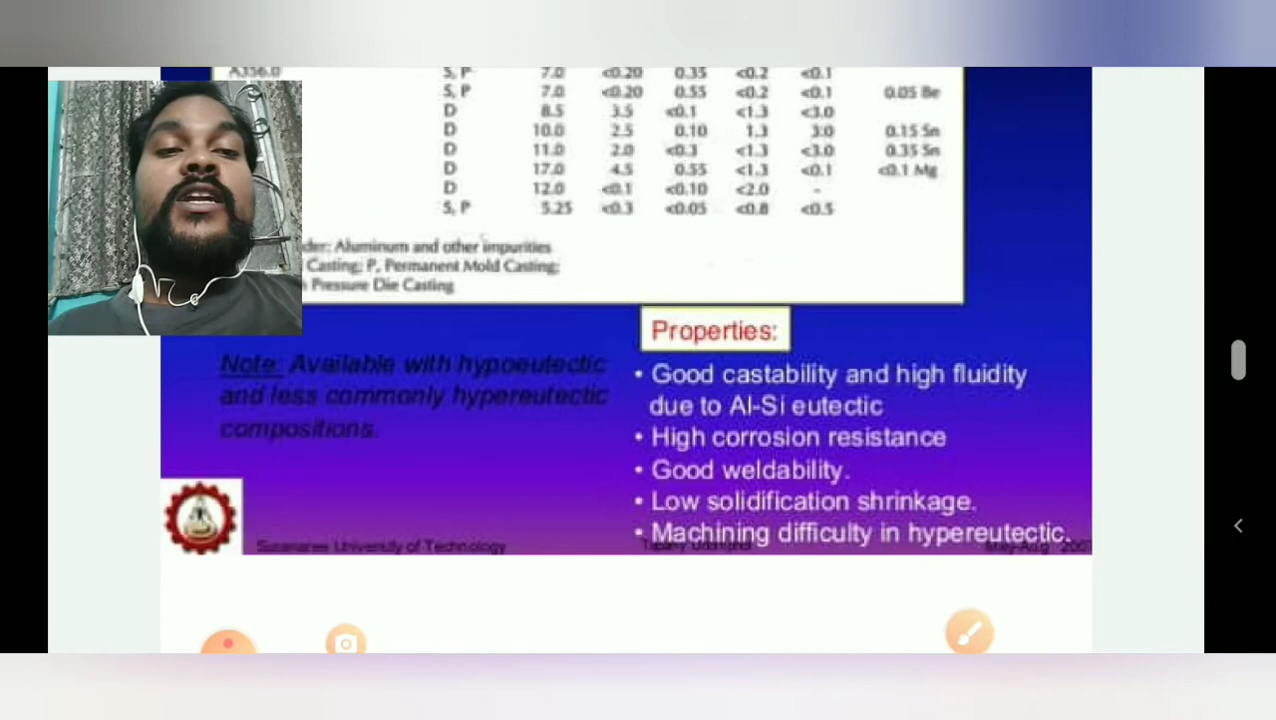 A356.0 S, P 7.0 <0.20 0.35 <0.2 <0.1
S, P 7.0 <0.20 0.55 <0.2 <0.1 0.05 Be
D 8.5 3.5 <0.1 <1.3 <3.0
D 10.0 2.5 0.10 1.3 3.0 0.15 Sn
D 11.0 2.0 <0.3 <1.3 <3.0 0.35 Sn
D 17.0 4.5 0.55 <1.3 <0.1 <0.1 Mg
D 12.0 <0.1 <0.10 <2.0 -
S, P 5.25 <0.3 <0.05 <0.8 <0.5
der: Aluminum and other impurities
Casting; P, Permanent Mold Casting;
Pressure Die Casting
Note: Available with hypoeutectic
and less commonly hypereutectic
compositions.
Properties:
• Good castability and high fluidity
due to Al-Si eutectic
• High corrosion resistance
• Good weldability.
• Low solidification shrinkage.
• Machining difficulty in hypereutectic.
Suranaree University of Technology May-Aug 2007